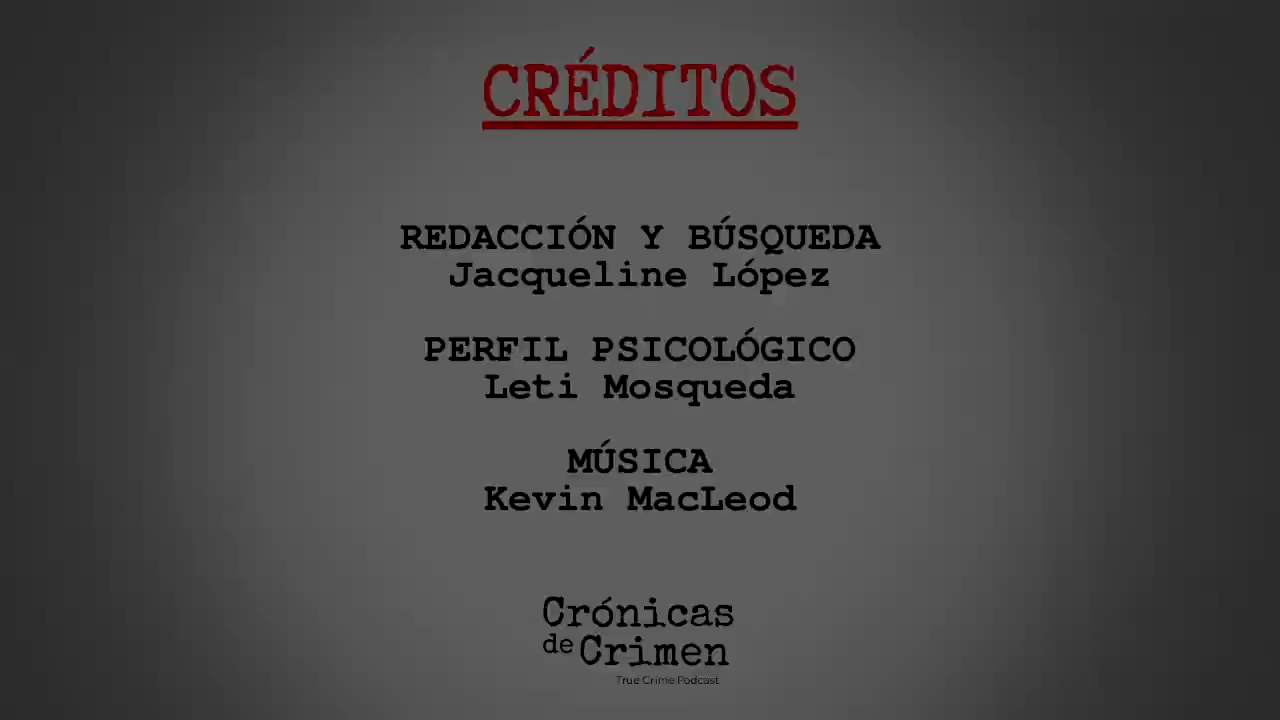 CRÉDITOS
REDACCIÓN Y BÚSQUEDA
Jacqueline López
PERFIL PSICOLÓGICO
Leti Mosqueda
MÚSICA
Kevin MacLeod
Crónicas
de Crimen
True Crime Podcast